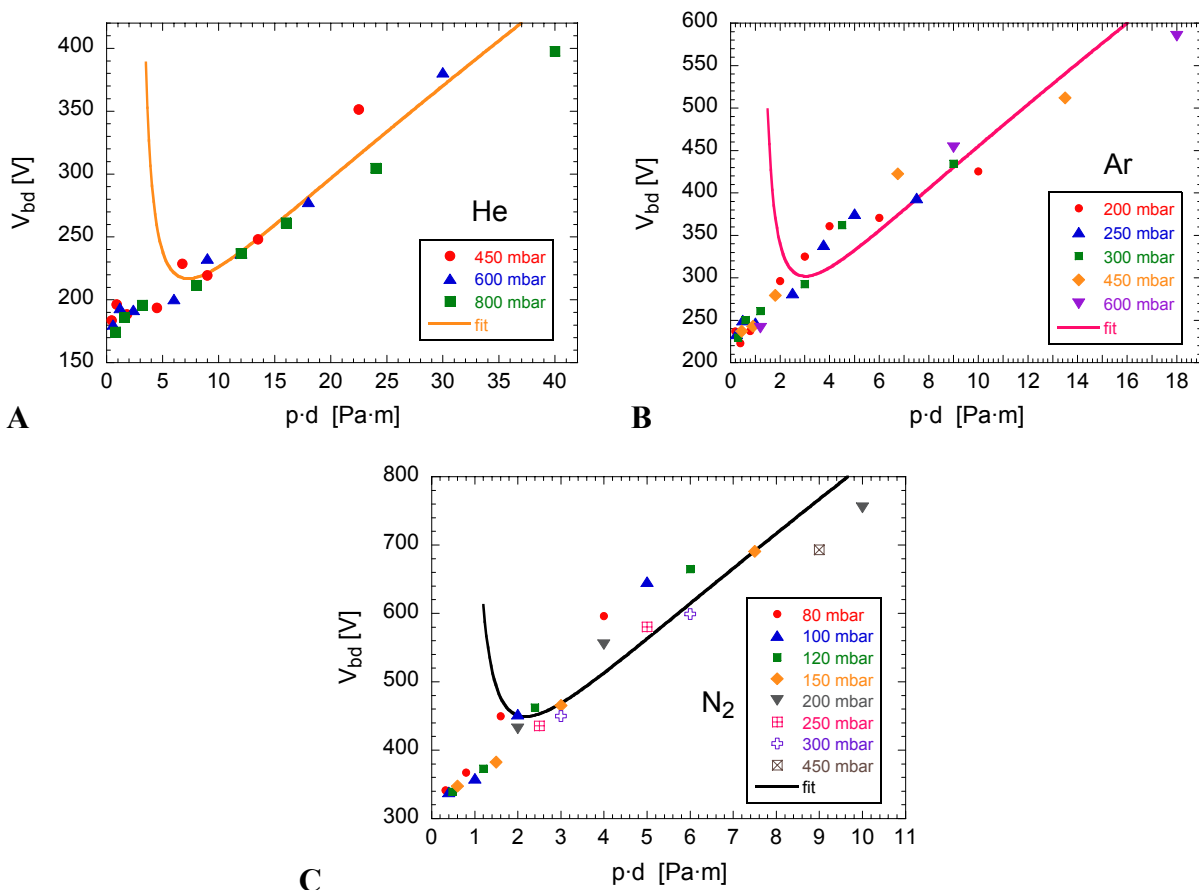 400
350
300
250
200
150
V_bd [V]
He
450 mbar
600 mbar
800 mbar
fit
0 5 10 15 20 25 30 35 40
p·d [Pa·m]
A
600
550
500
450
400
350
300
250
200
V_bd [V]
Ar
200 mbar
250 mbar
300 mbar
450 mbar
600 mbar
fit
0 2 4 6 8 10 12 14 16 18
p·d [Pa·m]
B
800
700
600
500
400
300
V_bd [V]
N_2
80 mbar
100 mbar
120 mbar
150 mbar
200 mbar
250 mbar
300 mbar
450 mbar
fit
0 1 2 3 4 5 6 7 8 9 10 11
p·d [Pa·m]
C